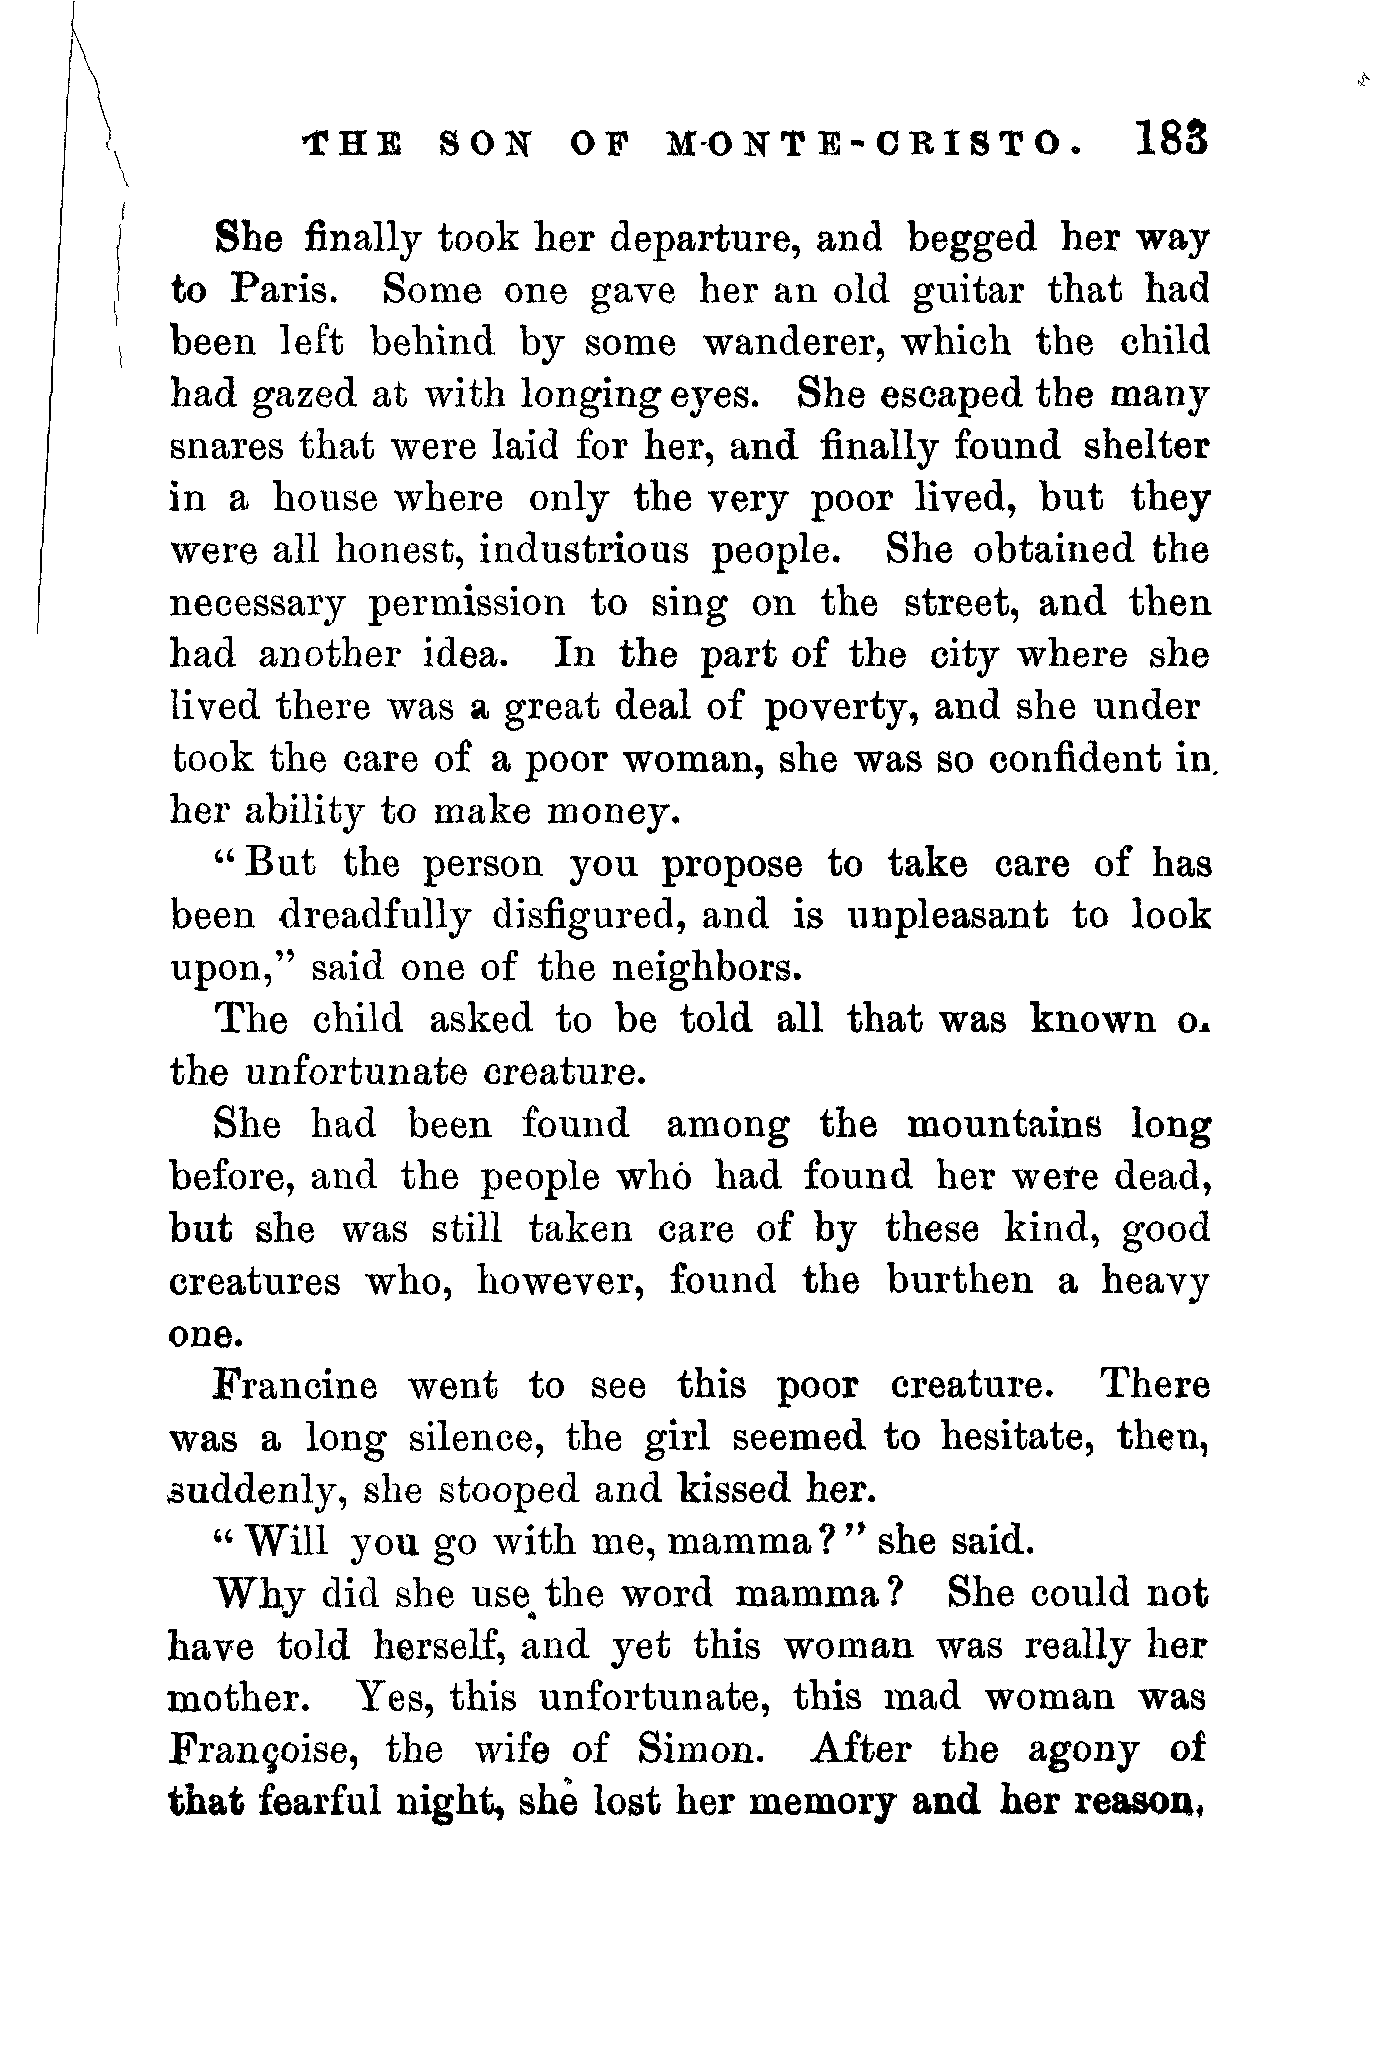 THE SON OF MONTE-CRISTO. 183
She finally took her departure, and begged her way
to Paris. Some one gave her an old guitar that had
been left behind by some wanderer, which the child
had gazed at with longing eyes. She escaped the many
snares that were laid for her, and finally found shelter
in a house where only the very poor lived, but they
were all honest, industrious people. She obtained the
necessary permission to sing on the street, and then
had another idea. In the part of the city where she
lived there was a great deal of poverty, and she under
took the care of a poor woman, she was so confident in
her ability to make money.
“But the person you propose to take care of has
been dreadfully disfigured, and is unpleasant to look
upon,” said one of the neighbors.
The child asked to be told all that was known o
the unfortunate creature.
She had been found among the mountains long
before, and the people who had found her were dead,
but she was still taken care of by these kind, good
creatures who, however, found the burthen a heavy
one.
Francine went to see this poor creature. There
was a long silence, the girl seemed to hesitate, then,
suddenly, she stooped and kissed her.
“Will you go with me, mamma?” she said.
Why did she use the word mamma? She could not
have told herself, and yet this woman was really her
mother. Yes, this unfortunate, this mad woman was
Françoise, the wife of Simon. After the agony of
that fearful night, she lost her memory and her reason,